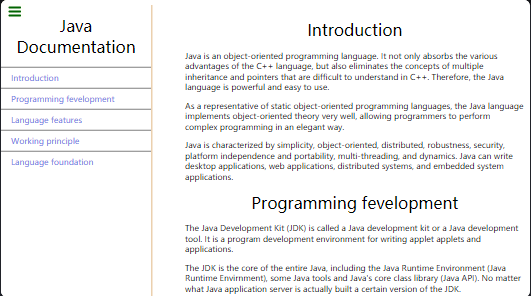 Java
Documentation
Introduction
Programming fevelopment
Language features
Working principle
Language foundation
Introduction
Java is an object-oriented programming language. It not only absorbs the various
advantages of the C++ language, but also eliminates the concepts of multiple
inheritance and pointers that are difficult to understand in C++. Therefore, the Java
language is powerful and easy to use.
As a representative of static object-oriented programming languages, the Java language
implements object-oriented theory very well, allowing programmers to perform
complex programming in an elegant way.
Java is characterized by simplicity, object-oriented, distributed, robustness, security,
platform independence and portability, multi-threading, and dynamics. Java can write
desktop applications, web applications, distributed systems, and embedded system
applications.
Programming fevelopment
The Java Development Kit (JDK) is called a Java development kit or a Java development
tool. It is a program development environment for writing applet applets and
applications.
The JDK is the core of the entire Java, including the Java Runtime Environment (Java
Runtime Envirnment), some Java tools and Java's core class library (Java API). No matter
what Java application server is actually built a certain version of the JDK.